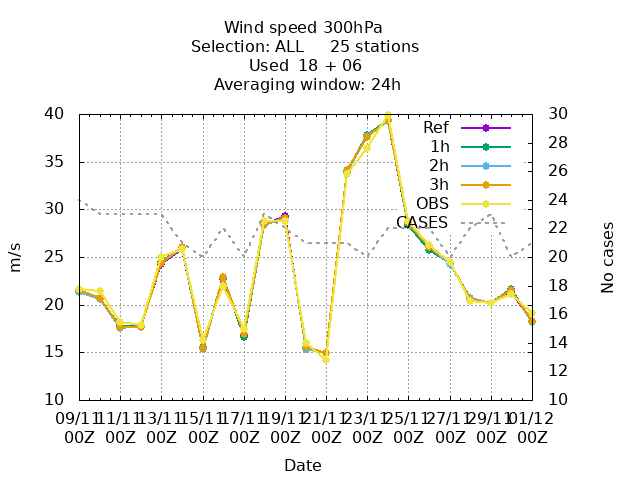 Wind speed 300hPa
Selection: ALL 25 stations
Used 18 + 06
Averaging window: 24h
40
35
30
25
20
15
10
m/s
30
28
26
24
22
20
18
16
14
12
10
No cases
Ref
1h
2h
3h
OBS
CASES
09/11 11/11 13/11 15/11 17/11 19/11 21/11 23/11 25/11 27/11 29/11 01/12
00Z 00Z 00Z 00Z 00Z 00Z 00Z 00Z 00Z 00Z 00Z 00Z
Date